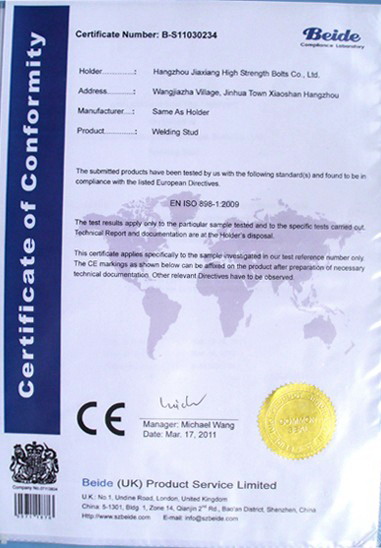 Certificate of Conformity
Certificate Number: B-S11030234
Beide
Compliance Laboratory
Holder..............: Hangzhou Jiaxiang High Strength Bolts Co., Ltd.
Address..........: Wangjiazha Village, Jinhua Town Xiaoshan Hangzhou
Manufacturer....: Same As Holder
Product............: Welding Stud
The submitted products have been tested by us with the following standard(s) and found to be
in compliance with the listed European Directives.
EN ISO 898-1:2009
The test results apply only to the particular sample tested and to the specific tests carried out.
Technical Report and documentation are at the Holder's disposal.
This certificate applies specifically to the sample investigated in our test reference number only.
The CE markings as shown below can be affixed on the product after preparation of necessary
technical documentation. Other relevant Directives have to be observed.
CE
Manager: Michael Wang
Date: Mar. 17, 2011
Beide (UK) Product Service Limited
U.K.: No.1, Undine Road, London, United Kingdom
China: 5-1301, Bldg. 1, Zone 14, Qianjin 2nd Rd., Bao'an District, Shenzhen, China
Http://www.szbeide.com E-mail: info@szbeide.com